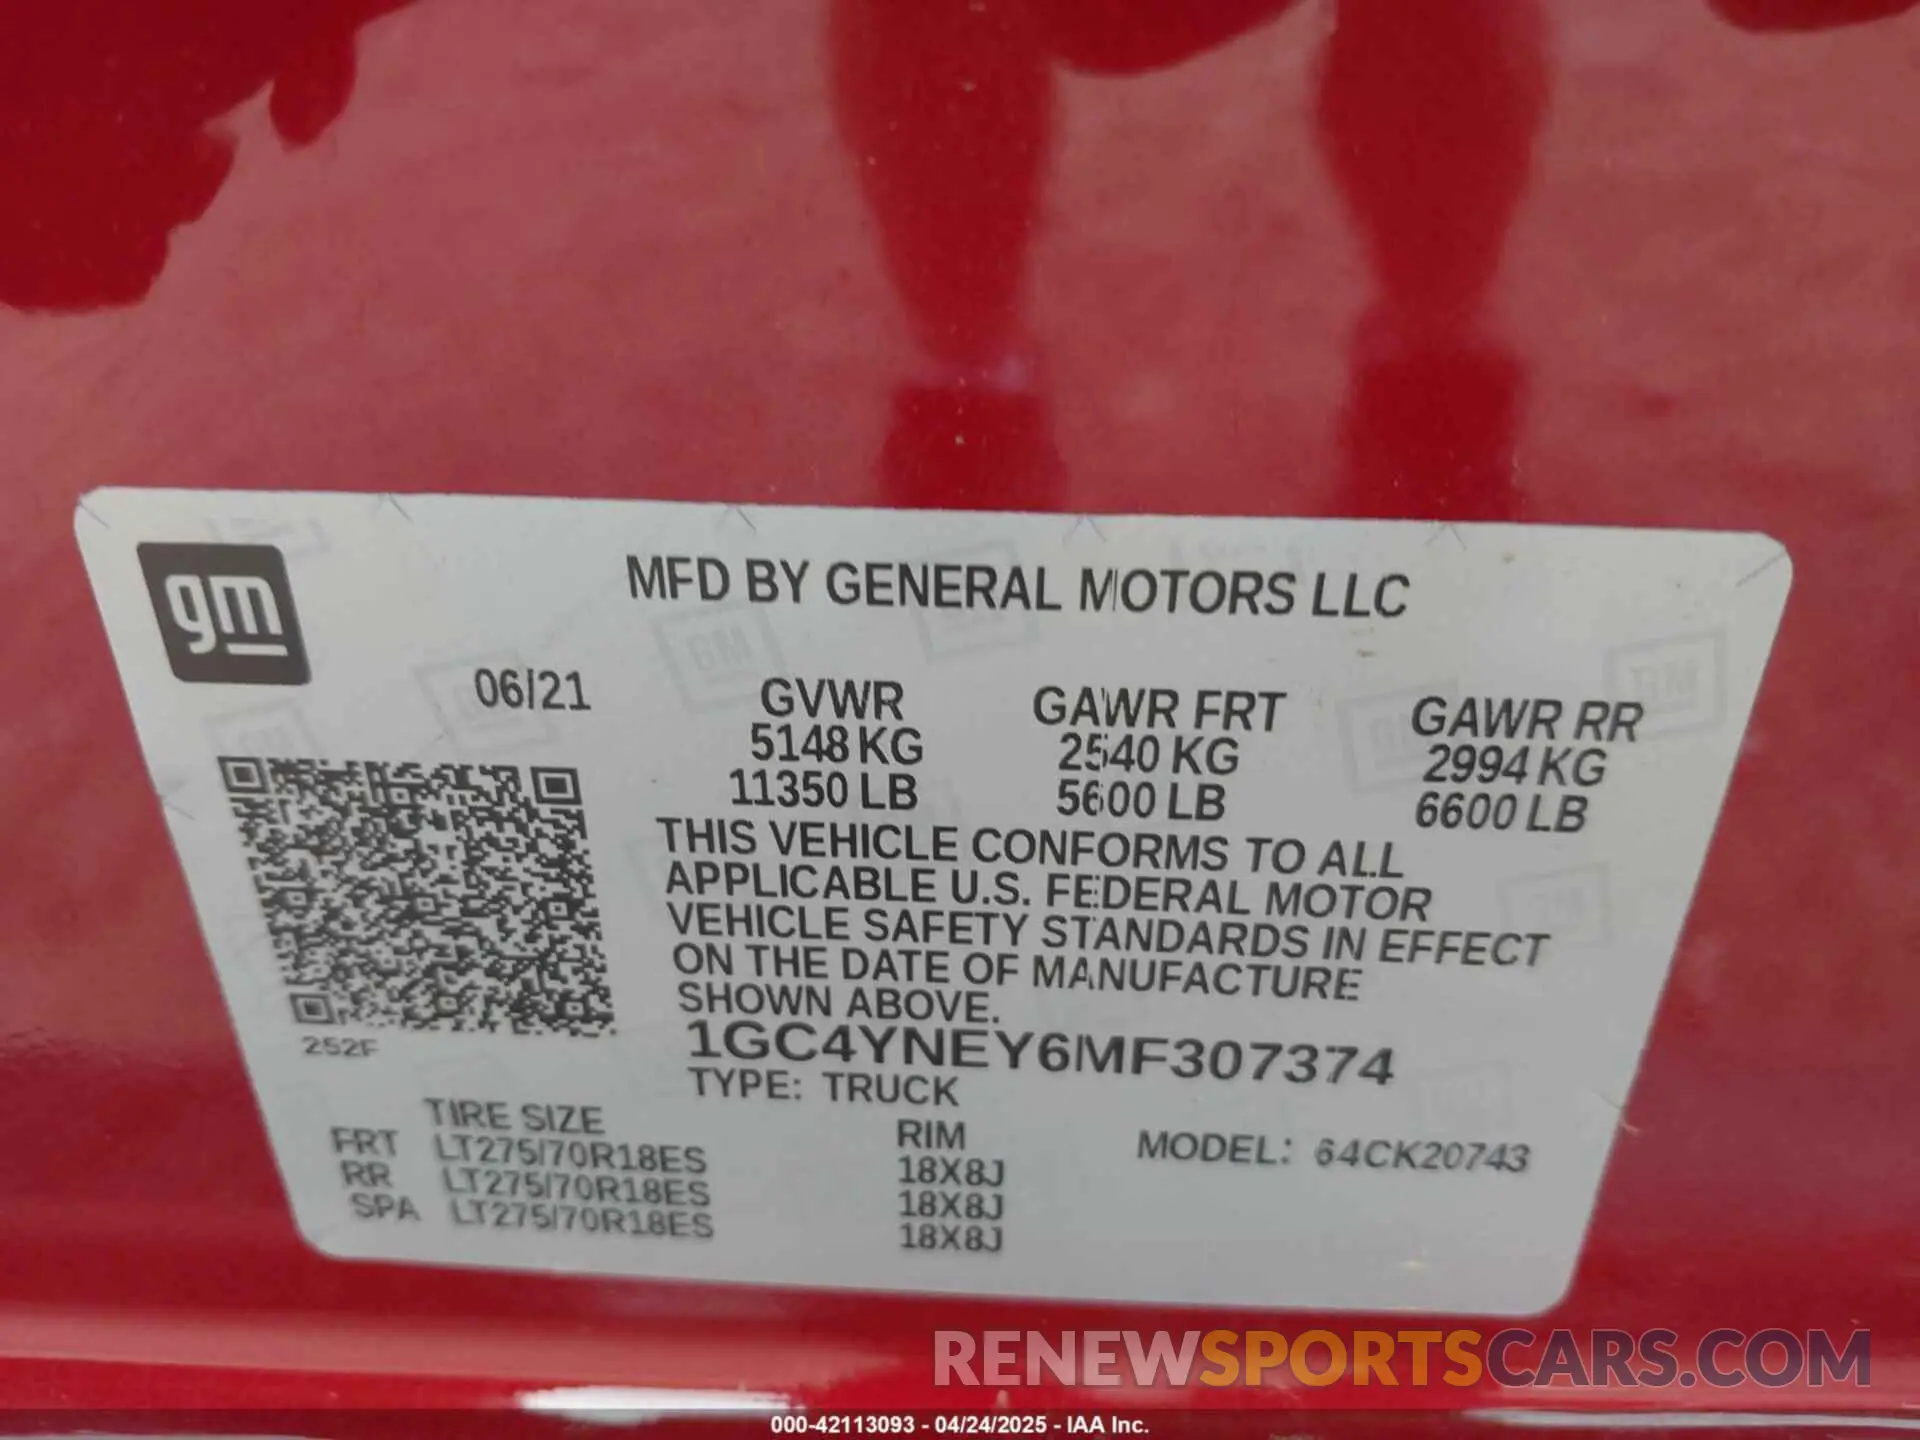 gm
MFD BY GENERAL MOTORS LLC
06/21
GVWR
5148 KG
11350 LB
GAWR FRT
2540 KG
5600 LB
GAWR RR
2994 KG
6600 LB
THIS VEHICLE CONFORMS TO ALL
APPLICABLE U.S. FEDERAL MOTOR
VEHICLE SAFETY STANDARDS IN EFFECT
ON THE DATE OF MANUFACTURE
SHOWN ABOVE.
252F
1GC4YNEY6MF307374
TYPE: TRUCK
TIRE SIZE RIM
FRT LT275/70R18ES 18X8J
RR LT275/70R18ES 18X8J
SPA LT275/70R18ES 18X8J
MODEL: 64CK20743
RENEWSPORTSCARS.COM
000-42113093 - 04/24/2025 - IAA Inc.